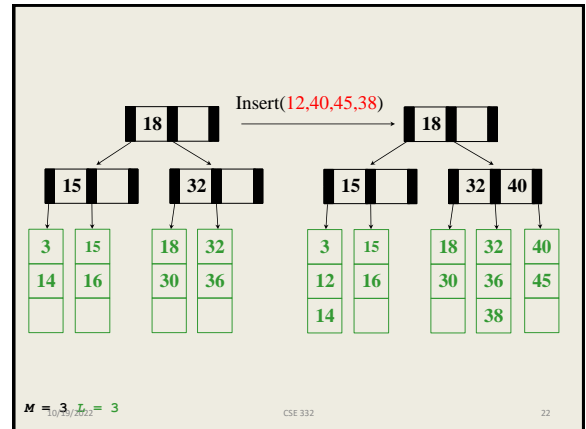 Insert(12,40,45,38)
18 18
15 32 15 32 40
3 15 18 32 3 15 18 32 40
14 16 30 36 12 16 30 36 45
14 38
M = 3 L = 3
10/19/2022 CSE 332 22